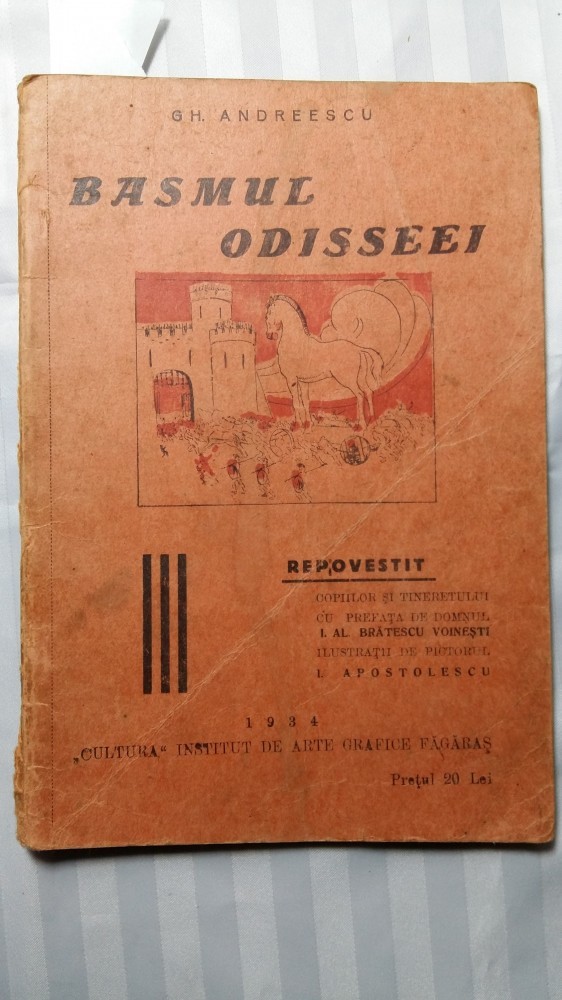 GH. ANDREESCU
BASMUL
ODISSEEI
REPOVESTIT
COPIILOR ȘI TINERETULUI
CU PREFAȚA DE DOMNUL
I. AL. BRĂTESCU VOINEȘTI
ILUSTRAȚII DE PICTORUL
I. APOSTOLESCU
1934
„CULTURA“ INSTITUT DE ARTE GRAFICE FĂGĂRAȘ
Prețul 20 Lei